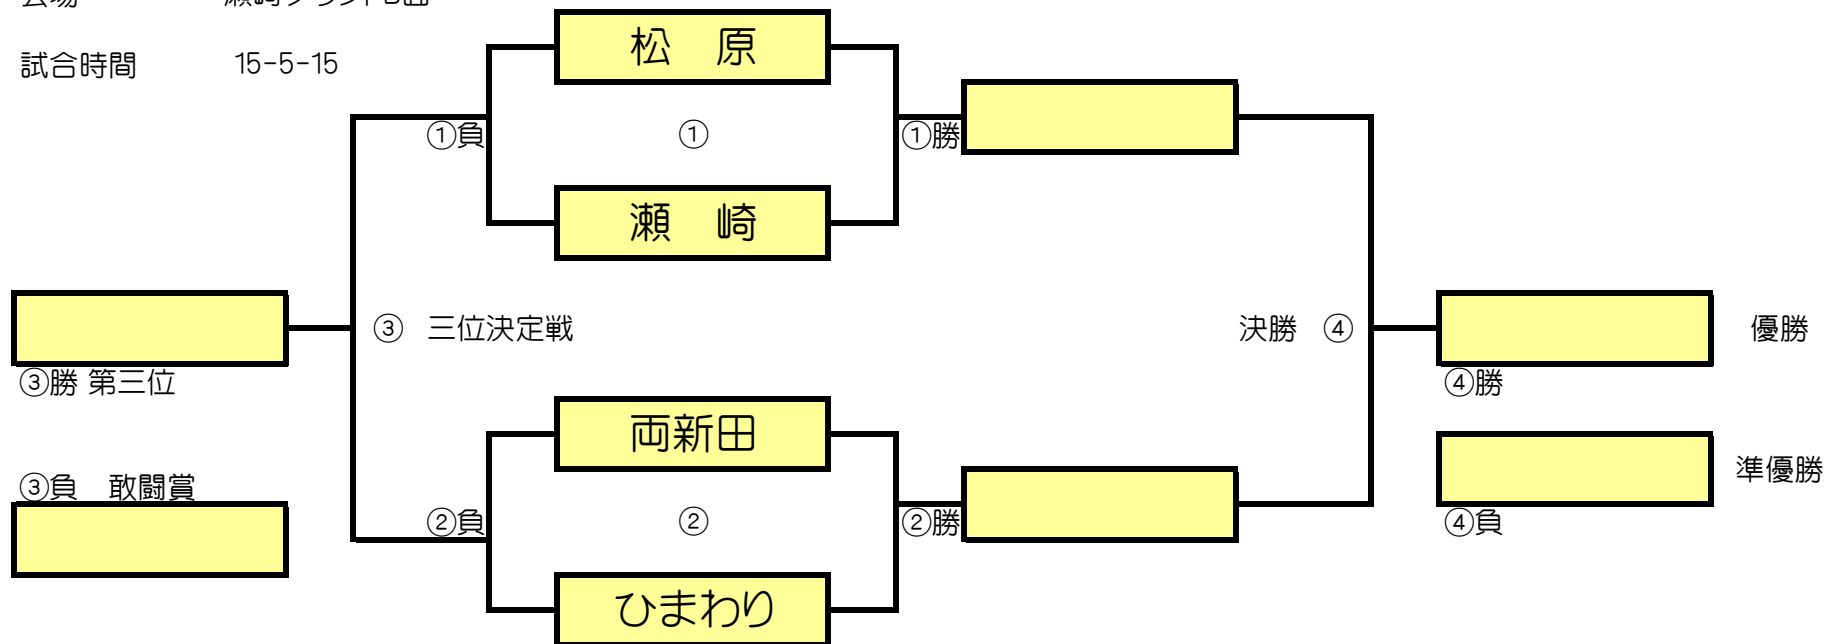 試合時間 15-5-15
松 原
①負 ① ①勝
瀬 崎
③ 三位決定戦
決勝 ④
優勝
③勝 第三位
④勝
両新田
準優勝
③負 敢闘賞
②負 ② ②勝
④負
ひまわり